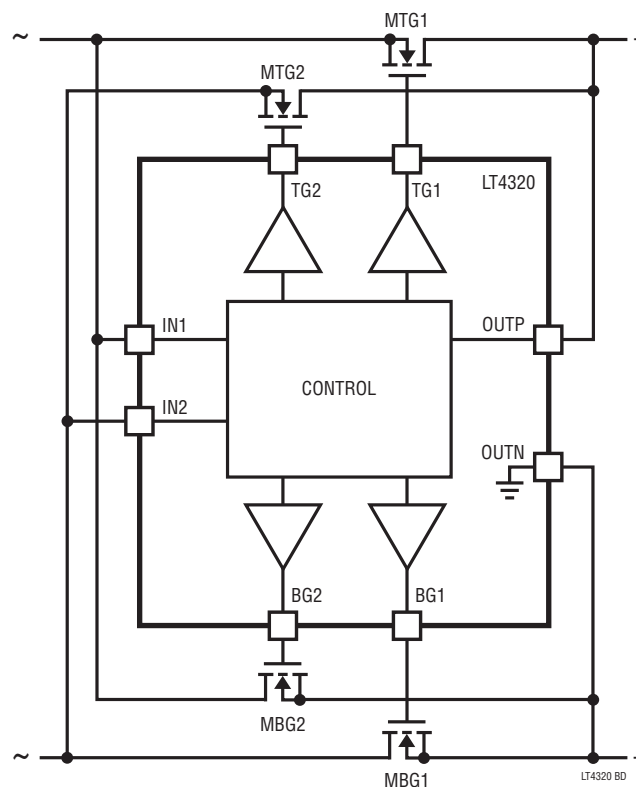 MTG1
~
MTG2
LT4320
TG2
TG1
IN1
OUTP
CONTROL
IN2
OUTN
BG2
BG1
MBG2
~
MBG1
LT4320 BD